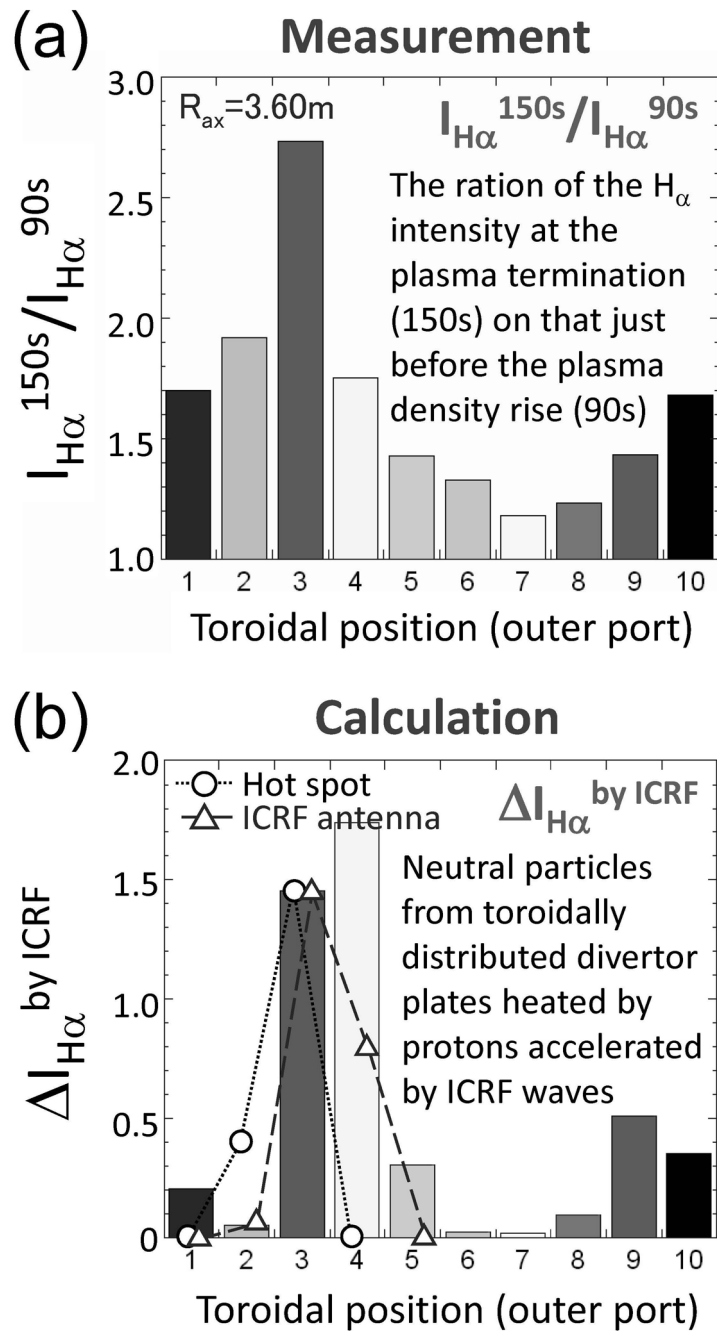 (a) Measurement
3.0
R_ax=3.60m
I_Hα^150s/I_Hα^90s
The ration of the H_α
intensity at the
plasma termination
(150s) on that just
before the plasma
density rise (90s)
I_Hα^150s/I_Hα^90s
2.5
2.0
1.5
1.0
1 2 3 4 5 6 7 8 9 10
Toroidal position (outer port)
(b) Calculation
2.0
Hot spot
ICRF antenna
ΔI_Hα^by ICRF
Neutral particles
from toroidally
distributed divertor
plates heated by
protons accelerated
by ICRF waves
ΔI_Hα^by ICRF
1.5
1.0
0.5
0
1 2 3 4 5 6 7 8 9 10
Toroidal position (outer port)